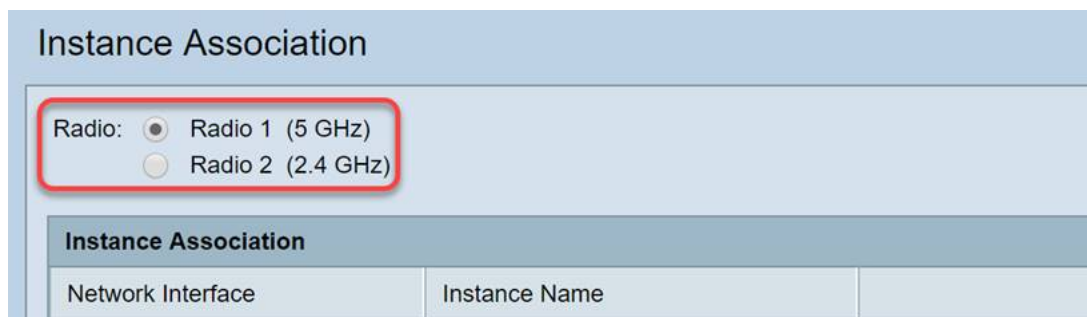 Instance Association
Radio: Radio 1 (5 GHz)
Radio 2 (2.4 GHz)
Instance Association
Network Interface Instance Name